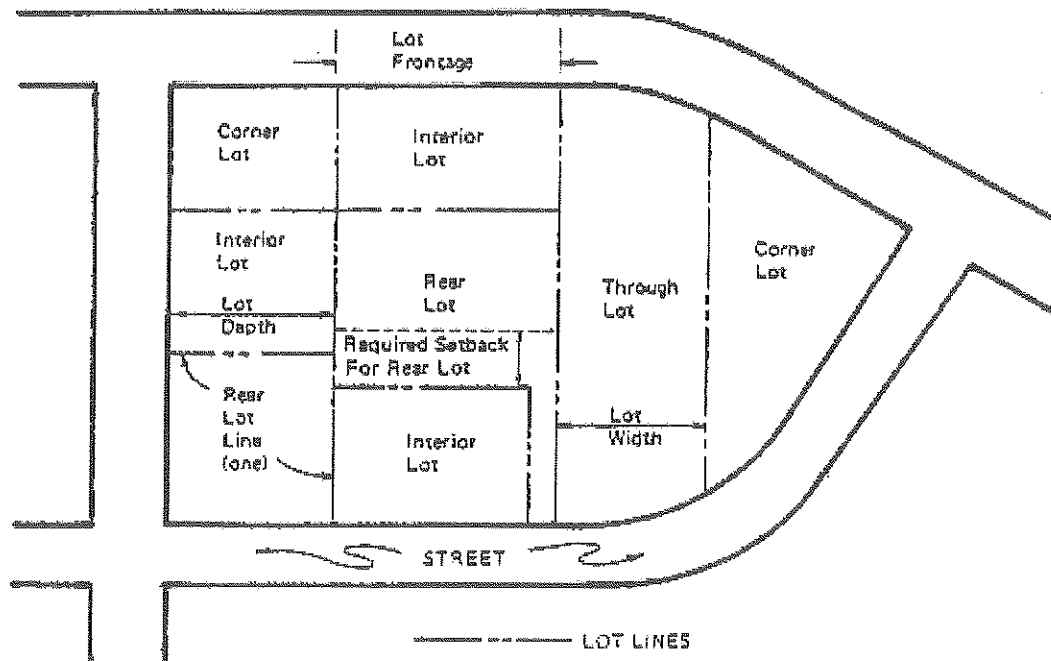 Lot
Frontage
Corner
Lot
Interior
Lot
Interior
Lot
Rear
Lot
Through
Lot
Corner
Lot
Lot
Depth
Required Setback
For Rear Lot
Rear
Lot
Line
(one)
Interior
Lot
Lot
Width
STREET
LOT LINES